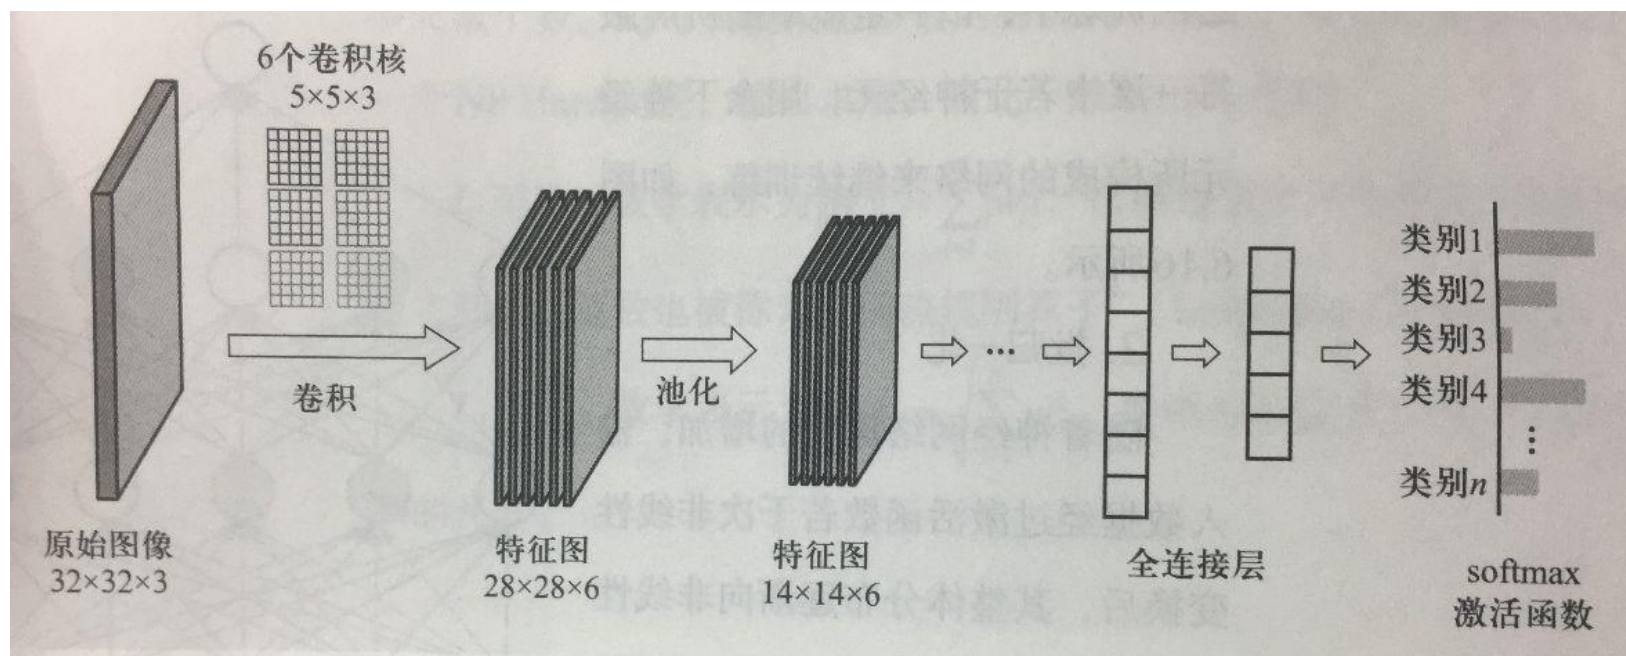 6个卷积核
5×5×3
卷积
原始图像
32×32×3
特征图
28×28×6
池化
特征图
14×14×6
...
全连接层
类别1
类别2
类别3
类别4
⋮
类别n
softmax
激活函数